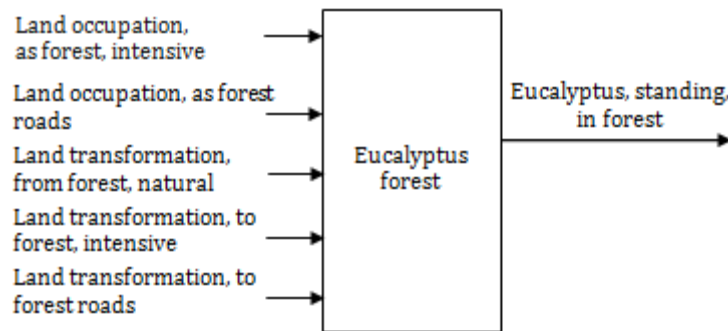 Land occupation,
as forest, intensive
Land occupation, as forest
roads
Land transformation,
from forest, natural
Land transformation, to
forest, intensive
Land transformation, to
forest roads
Eucalyptus
forest
Eucalyptus, standing,
in forest